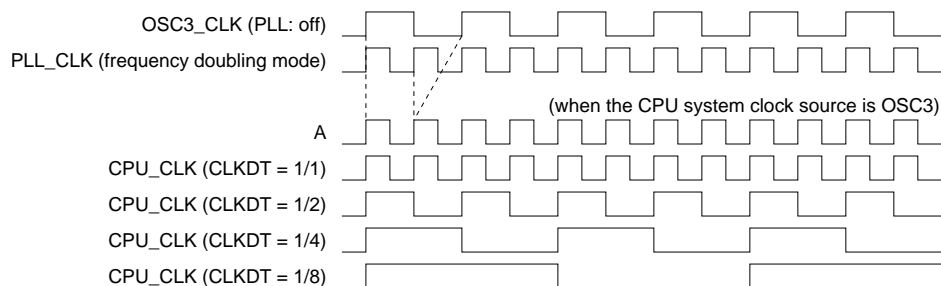 OSC3_CLK (PLL: off)
PLL_CLK (frequency doubling mode)
(when the CPU system clock source is OSC3)
A
CPU_CLK (CLKDT = 1/1)
CPU_CLK (CLKDT = 1/2)
CPU_CLK (CLKDT = 1/4)
CPU_CLK (CLKDT = 1/8)